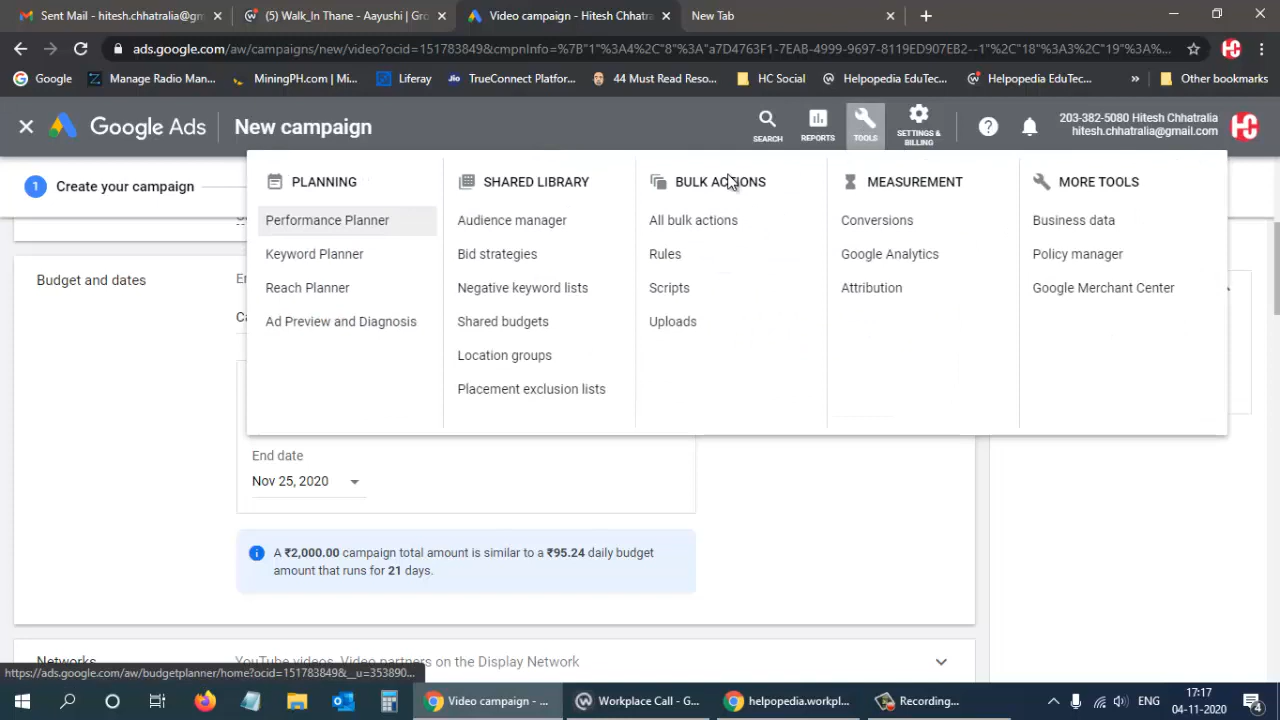 Sent Mail - hitesh.chhatralia@gm
(5) Walk_In Thane - Aayushi | Gro
Video campaign - Hitesh Chhatra
New Tab
ads.google.com/aw/campaigns/new/video?ocid=151783849&cmpnInfo=%7B"1"%3A4%2C"8"%3A"a7D4763F1-7EAB-4999-9697-8119ED907EB2--1"%2C"18"%3A3%2C"19"%3A%...
Google
Manage Radio Man...
MiningPH.com | Mi...
Liferay
TrueConnect Platfor...
44 Must Read Reso...
HC Social
Helpopedia EduTec...
Helpopedia EduTec...
Other bookmarks
Google Ads
New campaign
SEARCH
REPORTS
TOOLS
SETTINGS & BILLING
203-382-5080 Hitesh Chhatralia
hitesh.chhatralia@gmail.com
1 Create your campaign
PLANNING
Performance Planner
Keyword Planner
Reach Planner
Ad Preview and Diagnosis
SHARED LIBRARY
Audience manager
Bid strategies
Negative keyword lists
Shared budgets
Location groups
Placement exclusion lists
BULK ACTIONS
All bulk actions
Rules
Scripts
Uploads
MEASUREMENT
Conversions
Google Analytics
Attribution
MORE TOOLS
Business data
Policy manager
Google Merchant Center
Budget and dates
End date
Nov 25, 2020
A ₹2,000.00 campaign total amount is similar to a ₹95.24 daily budget
amount that runs for 21 days.
Networks
YouTube videos, Video partners on the Display Network
https://ads.google.com/aw/budgetplanner/home?ocid=151783849&__u=353890...
Video campaign - ...
Workplace Call - G...
helpopedia.workpl...
Recording...
ENG
17:17
04-11-2020
4